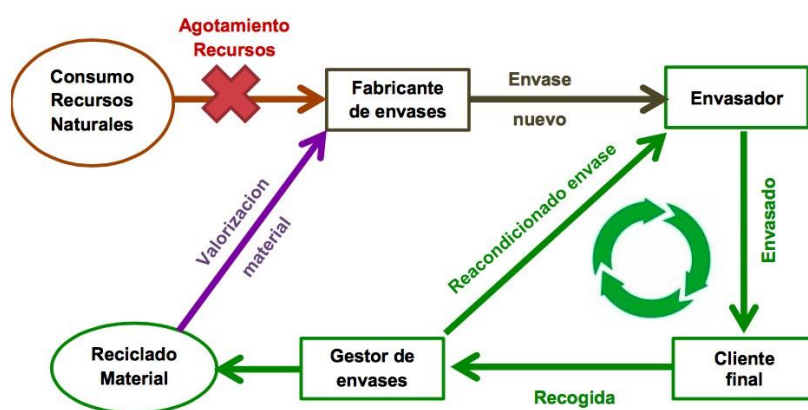 Agotamiento
Recursos
Consumo
Recursos
Naturales
Fabricante
de envases
Envase
nuevo
Envasador
Valorizacion
material
Reacondicionado envase
Envasado
Reciclado
Material
Gestor de
envases
Recogida
Cliente
final